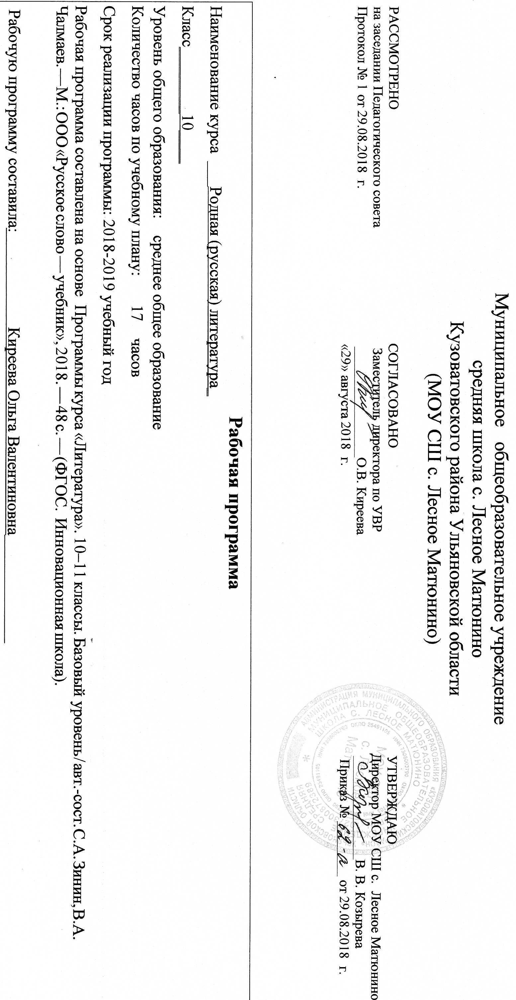 Муниципальное общеобразовательное учреждение
средняя школа с. Лесное Матюнино
Кузоватовского района Ульяновской области
(МОУ СШ с. Лесное Матюнино)
РАССМОТРЕНО
на заседании Педагогического совета
Протокол № 1 от 29.08.2018 г.
СОГЛАСОВАНО
Заместитель директора по УВР
О.В. Киреева
«29» августа 2018 г.
УТВЕРЖДАЮ
Директор МОУ СШ с. Лесное Матюнино
В. В. Козырева
Приказ № 62 -а от 29.08.2018 г.
АДМИНИСТРАЦИЯ МУНИЦИПАЛЬНОГО ОБРАЗОВАНИЯ «КУЗОВАТОВСКИЙ РАЙОН» УЛЬЯНОВСКОЙ ОБЛАСТИ
МУНИЦИПАЛЬНОЕ ОБЩЕОБРАЗОВАТЕЛЬНОЕ УЧРЕЖДЕНИЕ СРЕДНЯЯ
ШКОЛА С. ЛЕСНОЕ МАТЮНИНО
ОКПО 25491105 ИНН 7308003790
Рабочая программа
Наименование курса Родная (русская) литература
Класс 10
Уровень общего образования: среднее общее образование
Количество часов по учебному плану: 17 часов
Срок реализации программы: 2018-2019 учебный год
Рабочая программа составлена на основе Программы курса «Литература». 10–11 классы. Базовый уровень/ авт.-сост. С.А. Зинин, В.А.
Чалмаев. — М.: ООО «Русское слово — учебник», 2018. — 48 с. — (ФГОС. Инновационная школа).
Рабочую программу составила: Киреева Ольга Валентиновна